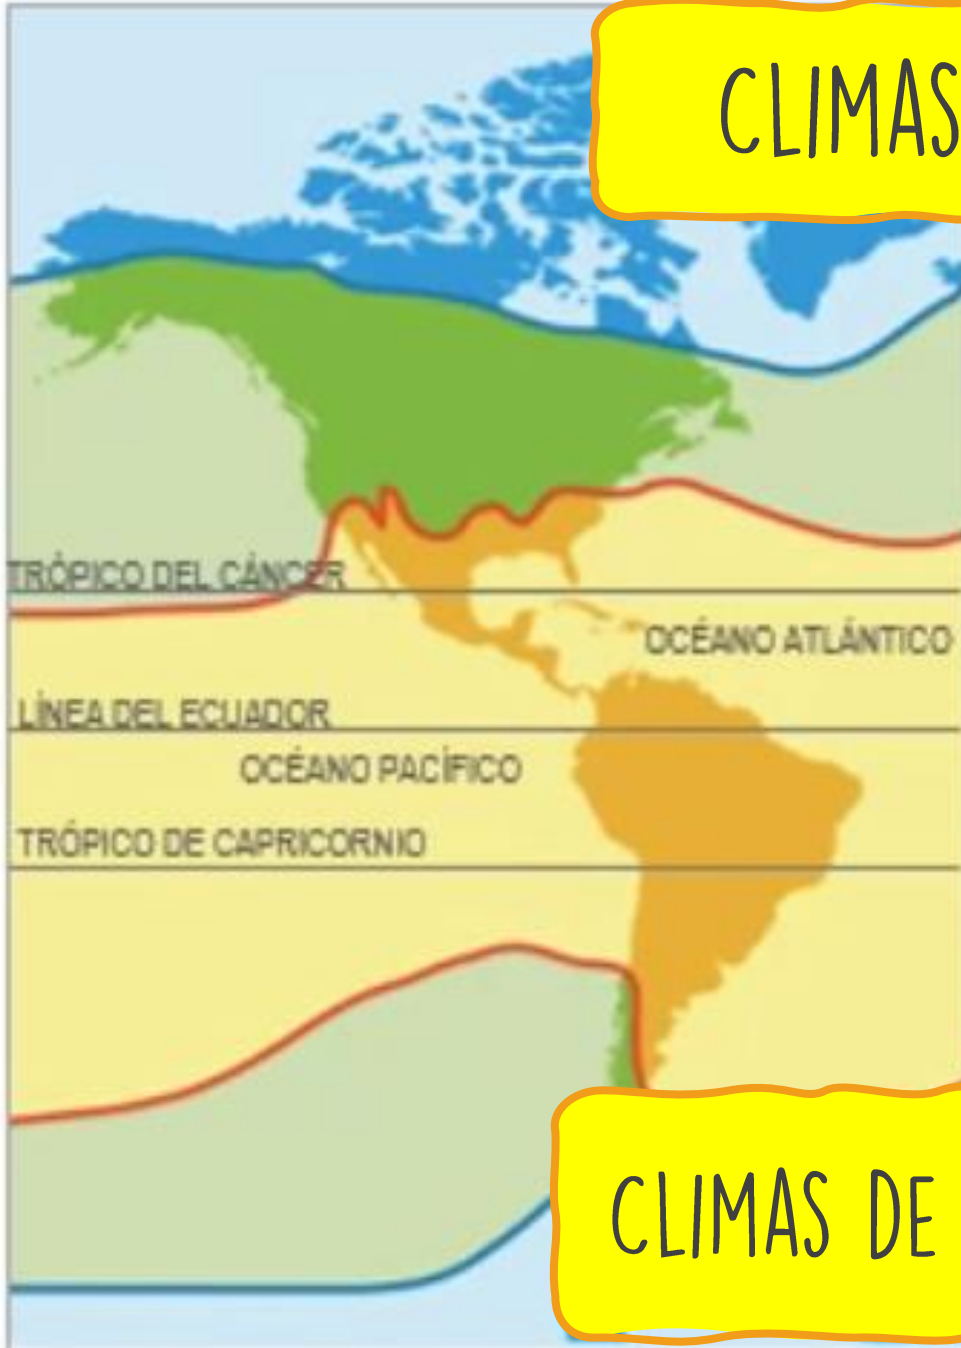 CLIMAS
TRÓPICO DEL CÁNCER
OCÉANO ATLÁNTICO
LÍNEA DEL ECUADOR
OCÉANO PACÍFICO
TRÓPICO DE CAPRICORNIO
CLIMAS DE